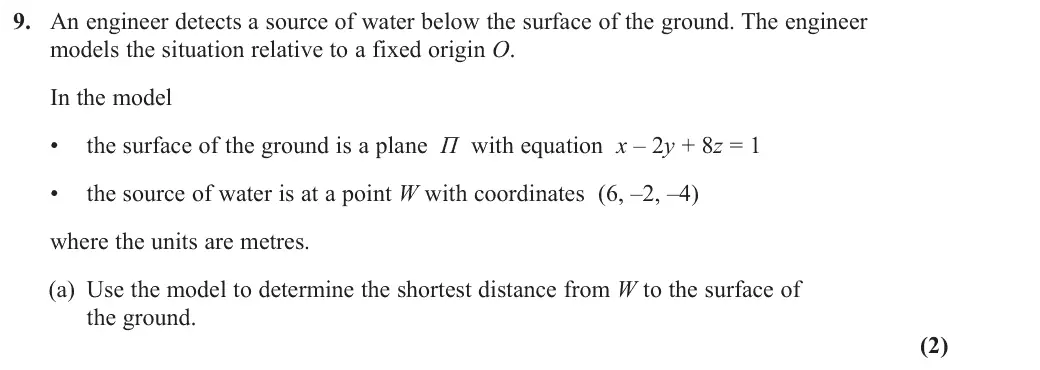 9. An engineer detects a source of water below the surface of the ground. The engineer
models the situation relative to a fixed origin O.
In the model
• the surface of the ground is a plane Π with equation x – 2y + 8z = 1
• the source of water is at a point W with coordinates (6, –2, –4)
where the units are metres.
(a) Use the model to determine the shortest distance from W to the surface of
the ground.
(2)